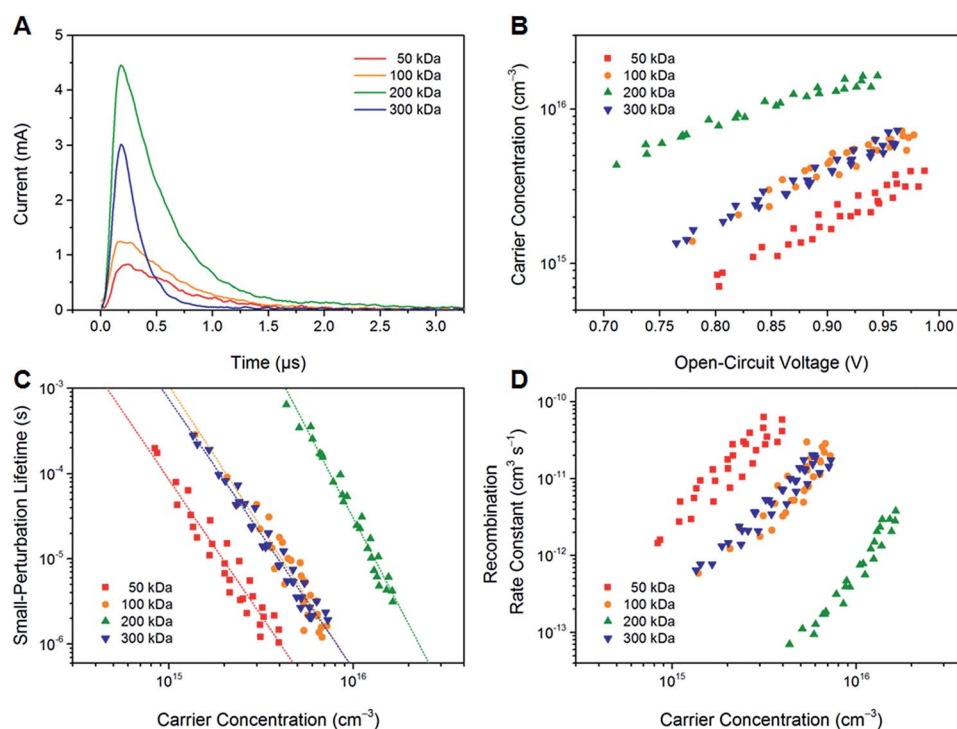 A
5
4
3
2
1
0
Current (mA)
50 kDa
100 kDa
200 kDa
300 kDa
0.0 0.5 1.0 1.5 2.0 2.5 3.0
Time (µs)
B
Carrier Concentration (cm⁻³)
10¹⁶
10¹⁵
50 kDa
100 kDa
200 kDa
300 kDa
0.70 0.75 0.80 0.85 0.90 0.95 1.00
Open-Circuit Voltage (V)
C
Small-Perturbation Lifetime (s)
10⁻³
10⁻⁴
10⁻⁵
10⁻⁶
50 kDa
100 kDa
200 kDa
300 kDa
10¹⁵ 10¹⁶
Carrier Concentration (cm⁻³)
D
Recombination
Rate Constant (cm³ s⁻¹)
10⁻¹⁰
10⁻¹¹
10⁻¹²
10⁻¹³
50 kDa
100 kDa
200 kDa
300 kDa
10¹⁵ 10¹⁶
Carrier Concentration (cm⁻³)